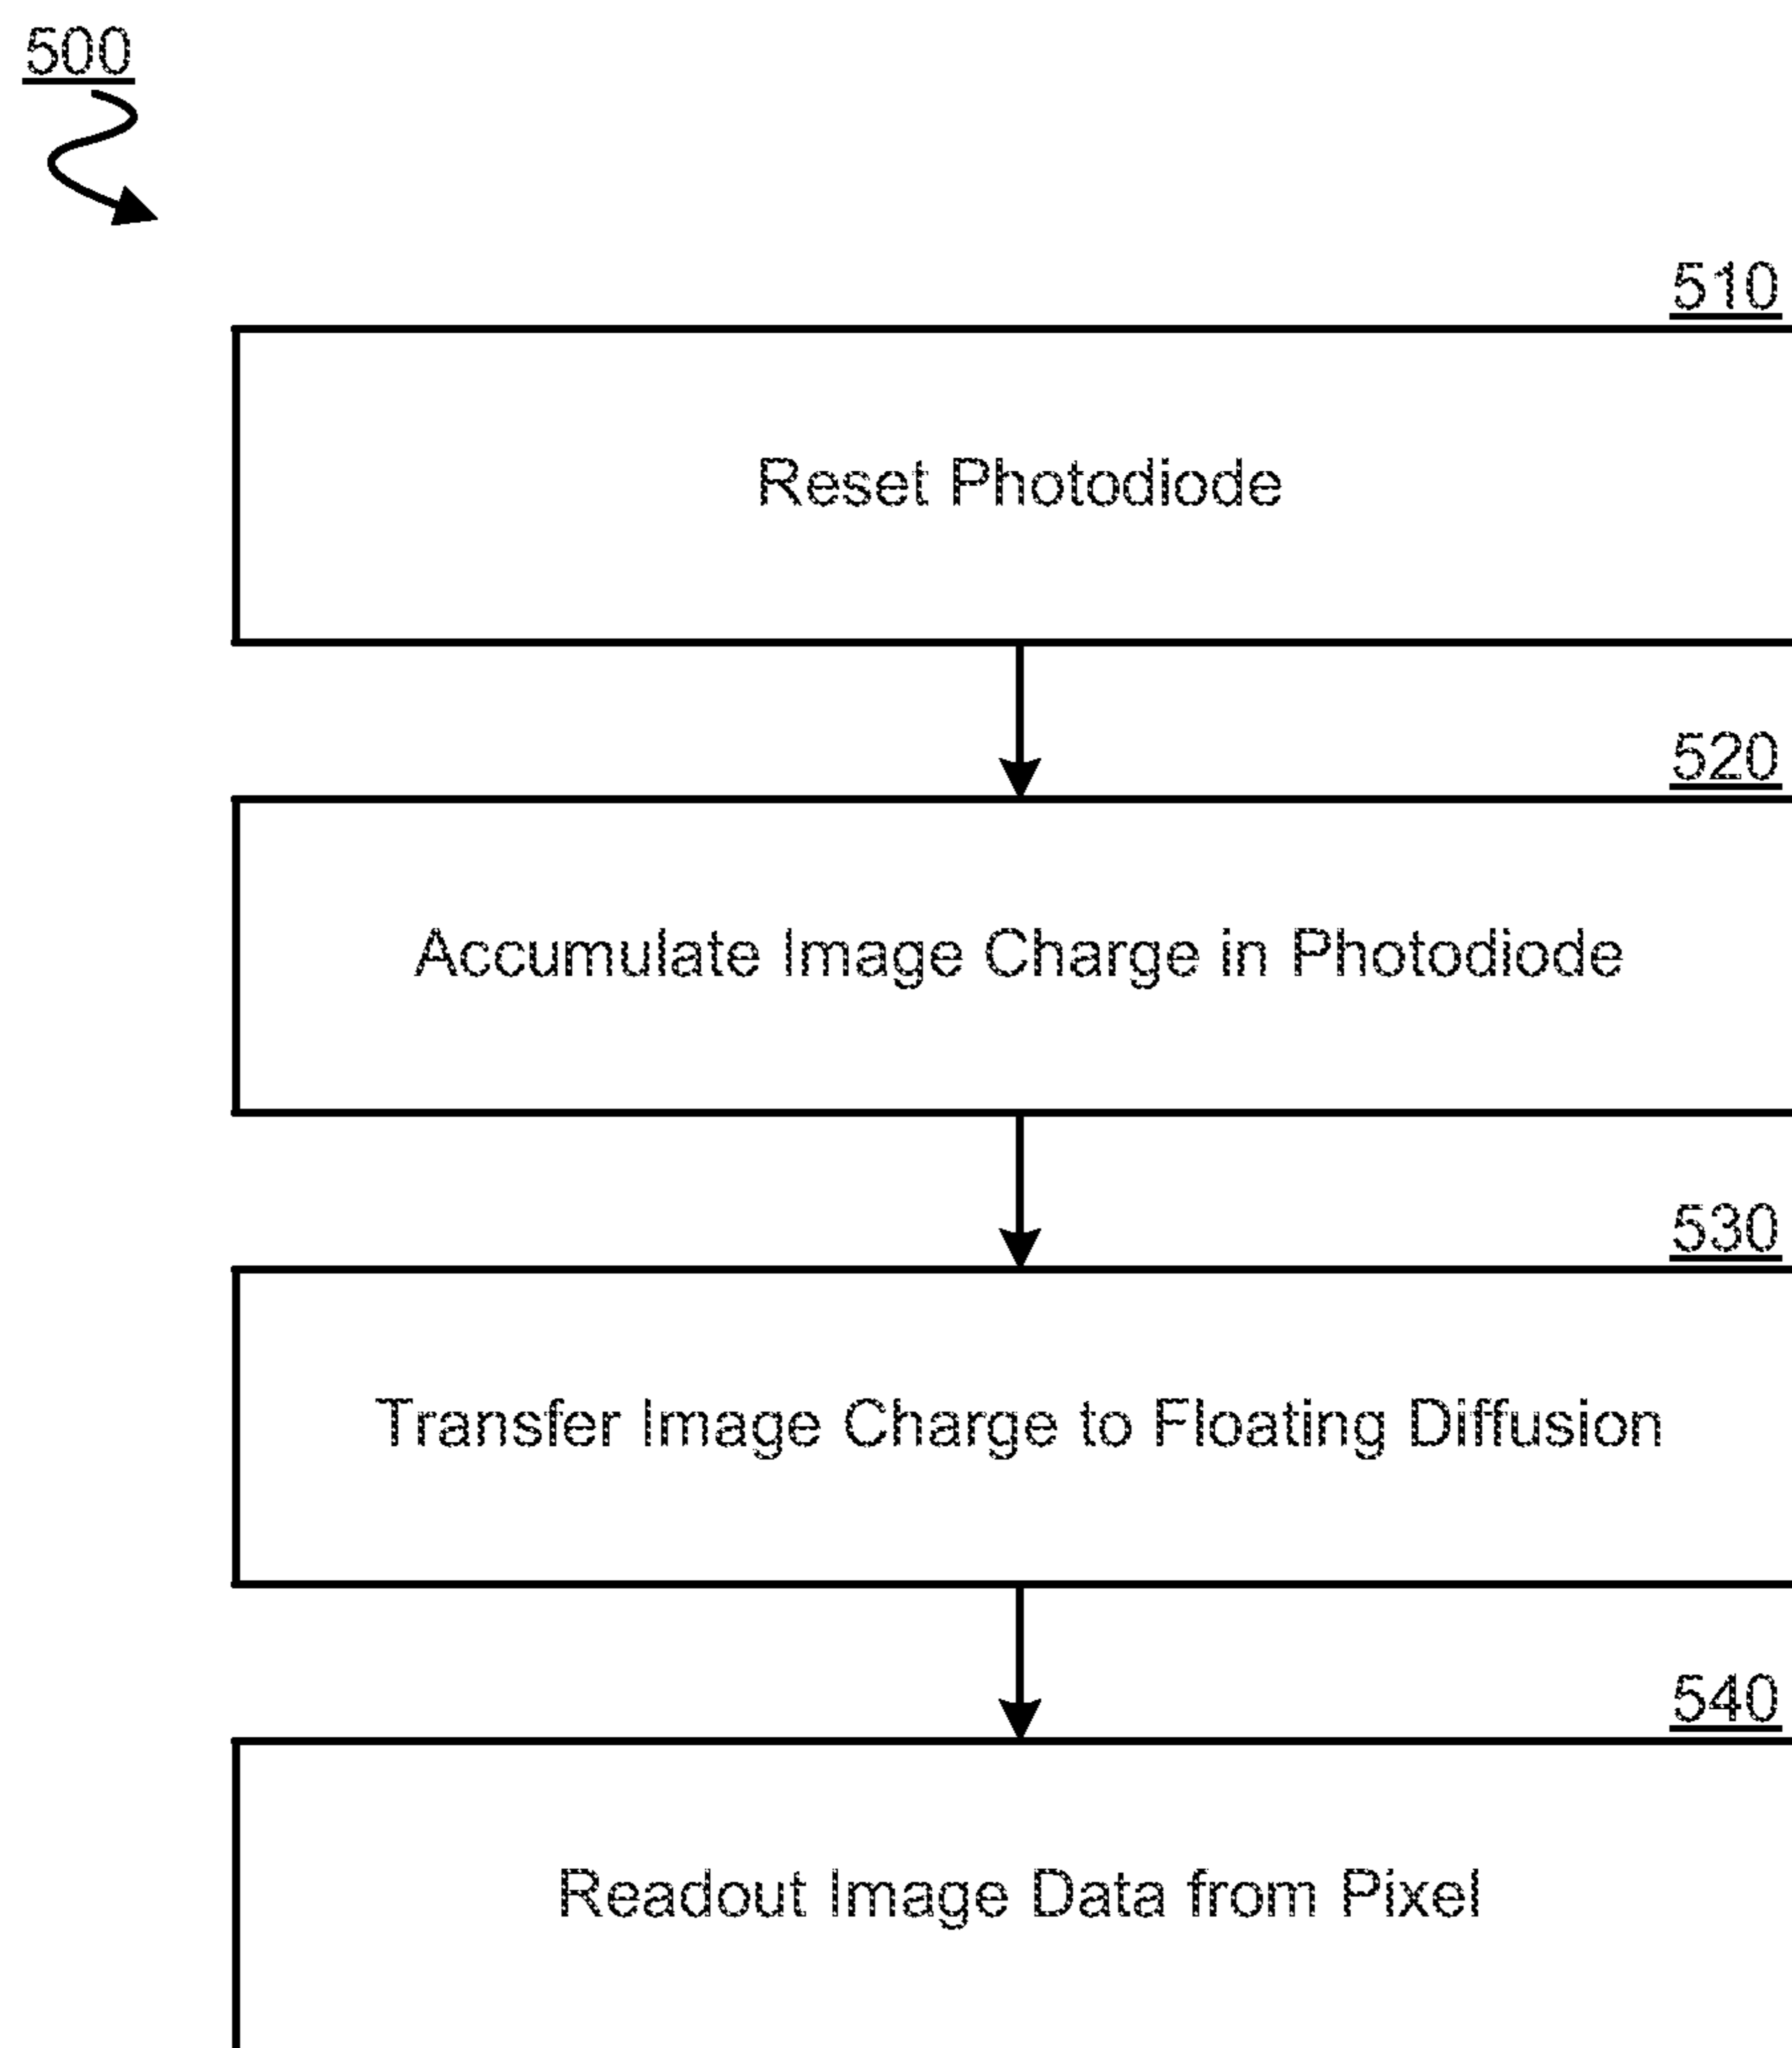 500
510
Reset Photodiode
520
Accumulate Image Charge in Photodiode
530
Transfer Image Charge to Floating Diffusion
540
Readout Image Data from Pixel